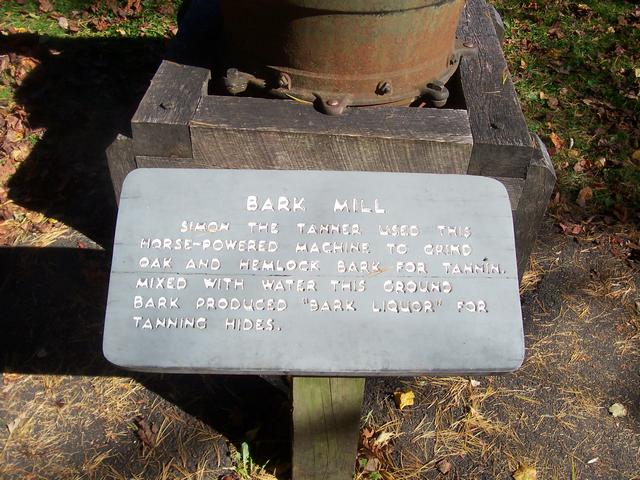 BARK MILL
SIMON THE TANNER USED THIS
HORSE-POWERED MACHINE TO GRIND
OAK AND HEMLOCK BARK FOR TANNIN.
MIXED WITH WATER THIS GROUND
BARK PRODUCED "BARK LIQUOR" FOR
TANNING HIDES.